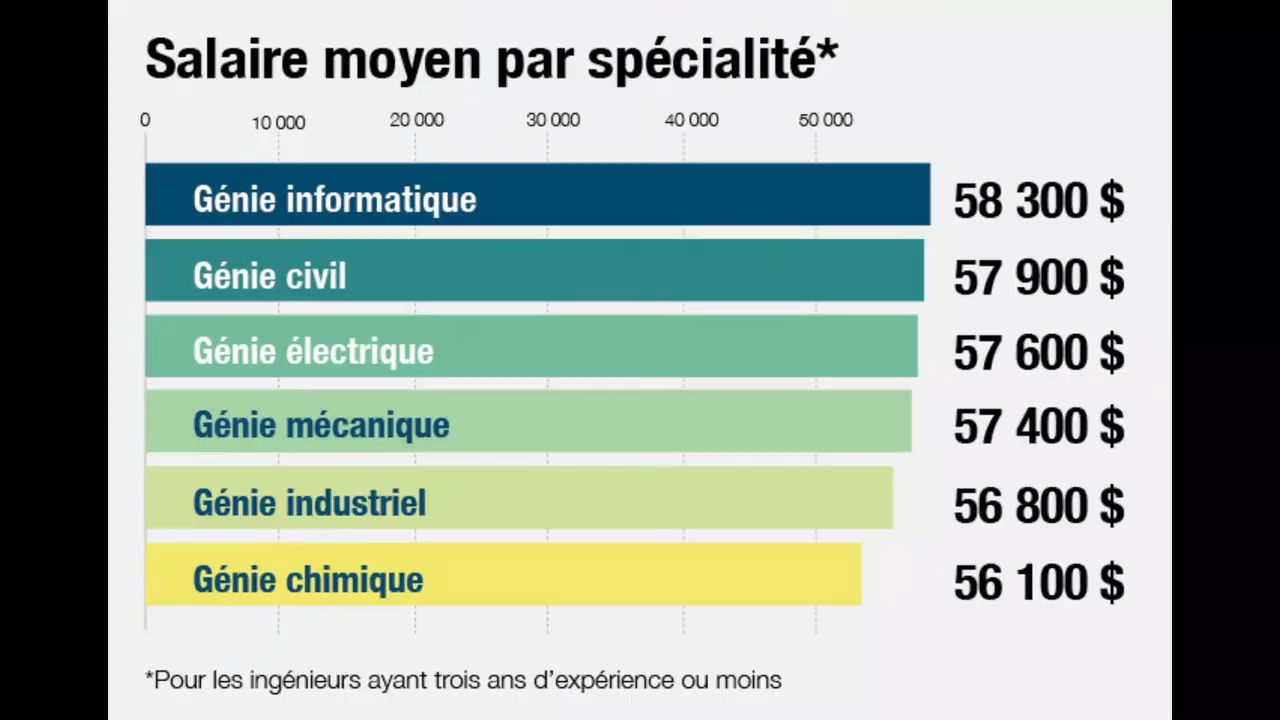 Salaire moyen par spécialité*
0 10 000 20 000 30 000 40 000 50 000
Génie informatique 58 300 $
Génie civil 57 900 $
Génie électrique 57 600 $
Génie mécanique 57 400 $
Génie industriel 56 800 $
Génie chimique 56 100 $
*Pour les ingénieurs ayant trois ans d’expérience ou moins